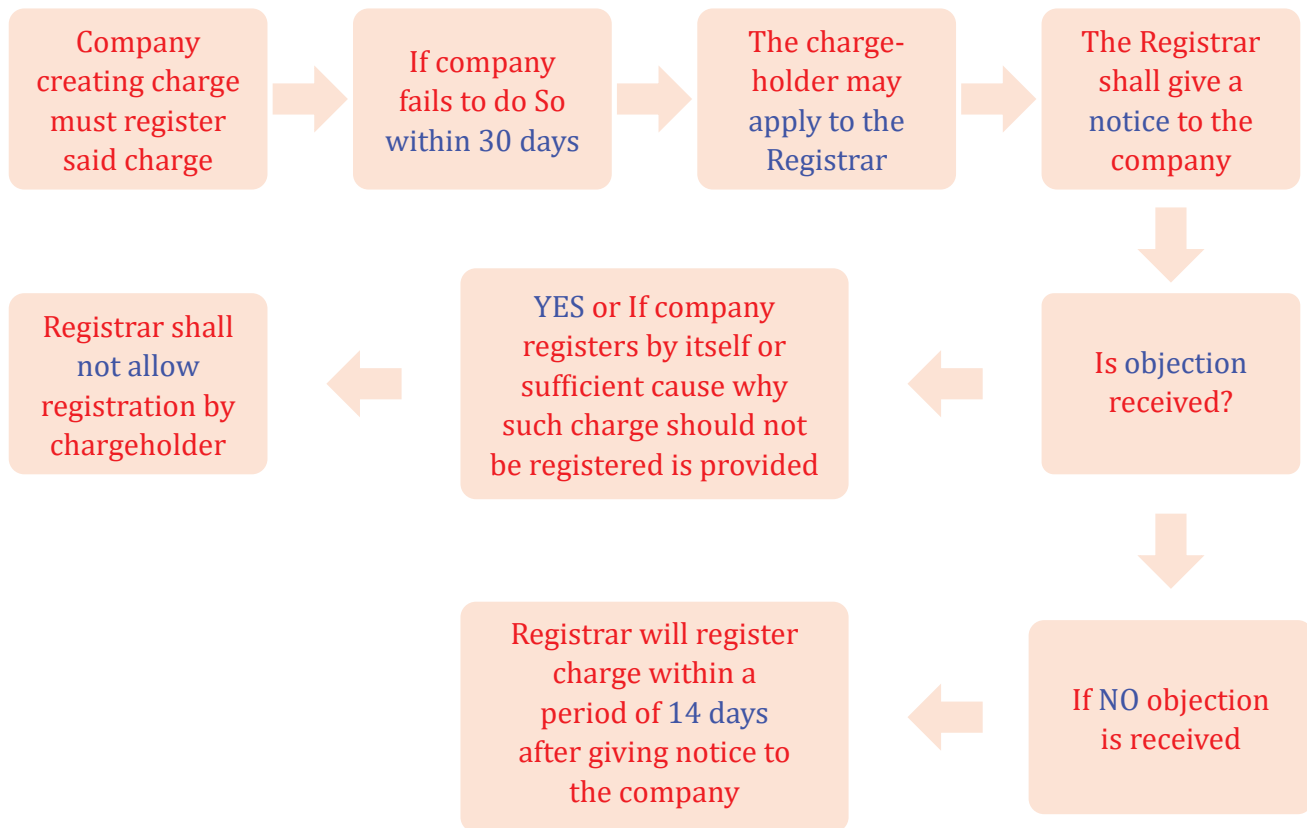 Company
creating charge
must register
said charge
If company
fails to do So
within 30 days
The charge-
holder may
apply to the
Registrar
The Registrar
shall give a
notice to the
company
Is objection
received?
YES or If company
registers by itself or
sufficient cause why
such charge should not
be registered is provided
Registrar shall
not allow
registration by
chargeholder
If NO objection
is received
Registrar will register
charge within a
period of 14 days
after giving notice to
the company